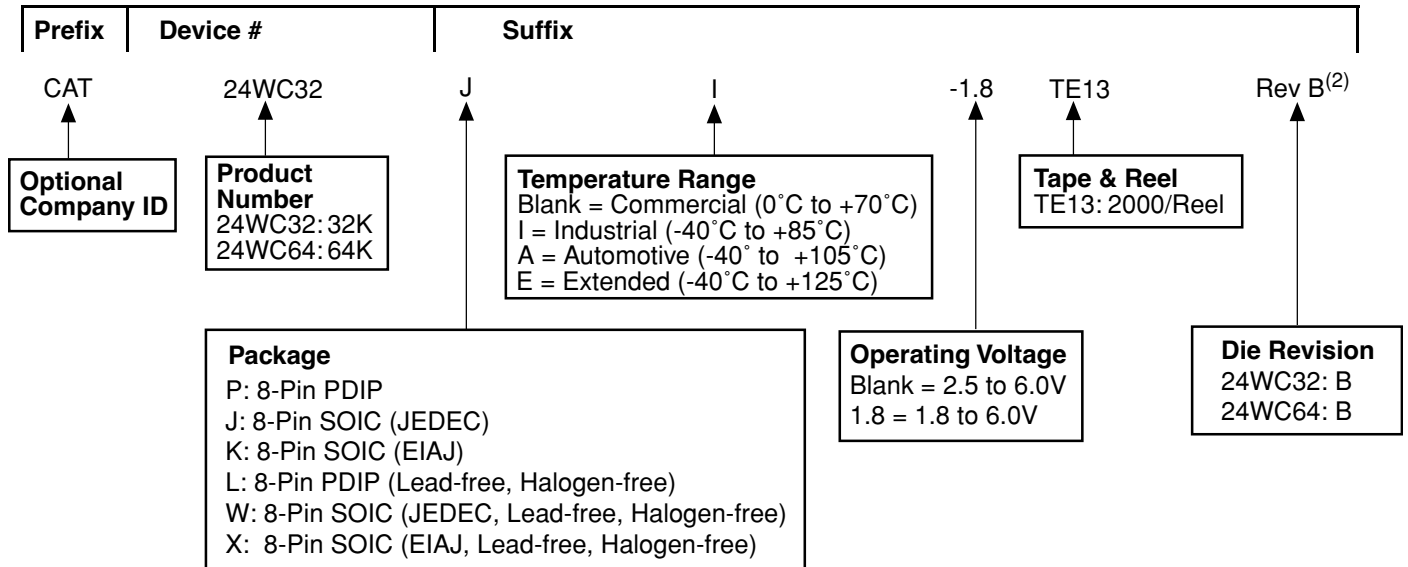 Prefix Device # Suffix
CAT 24WC32 J I -1.8 TE13 Rev B(2)
Optional
Company ID
Product
Number
24WC32: 32K
24WC64: 64K
Temperature Range
Blank = Commercial (0˚C to +70˚C)
I = Industrial (-40˚C to +85˚C)
A = Automotive (-40˚ to +105˚C)
E = Extended (-40˚C to +125˚C)
Tape & Reel
TE13: 2000/Reel
Package
P: 8-Pin PDIP
J: 8-Pin SOIC (JEDEC)
K: 8-Pin SOIC (EIAJ)
L: 8-Pin PDIP (Lead-free, Halogen-free)
W: 8-Pin SOIC (JEDEC, Lead-free, Halogen-free)
X: 8-Pin SOIC (EIAJ, Lead-free, Halogen-free)
Operating Voltage
Blank = 2.5 to 6.0V
1.8 = 1.8 to 6.0V
Die Revision
24WC32: B
24WC64: B